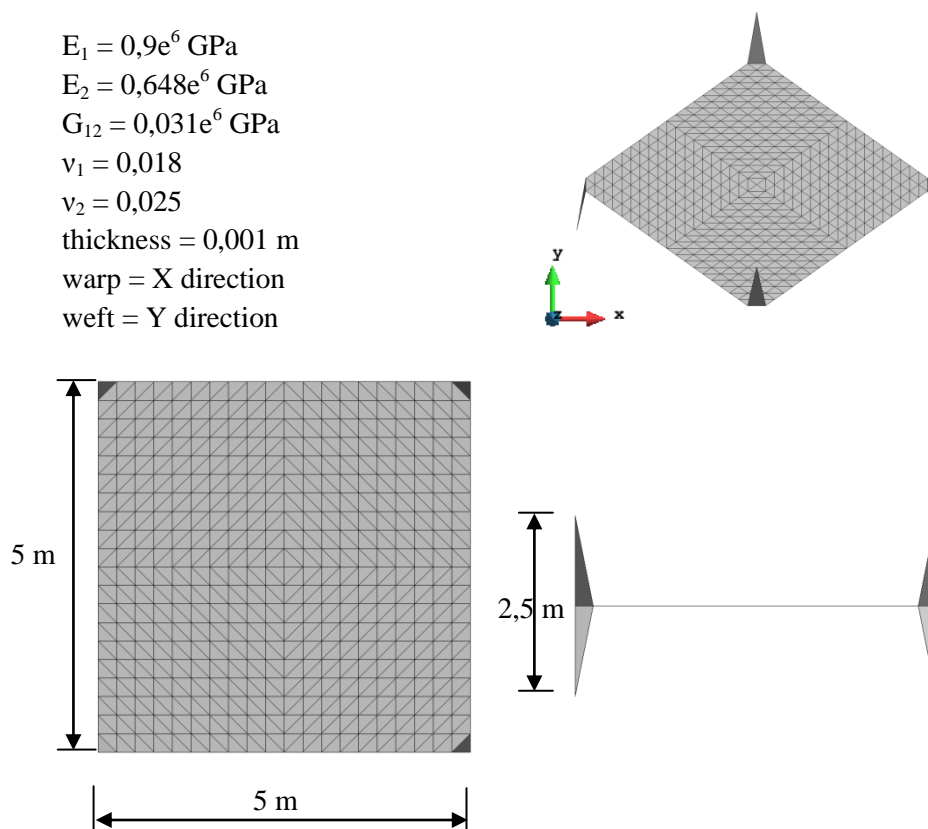 E₁ = 0,9e⁶ GPa
E₂ = 0,648e⁶ GPa
G₁₂ = 0,031e⁶ GPa
ν₁ = 0,018
ν₂ = 0,025
thickness = 0,001 m
warp = X direction
weft = Y direction
y
z
x
5 m
2,5 m
5 m